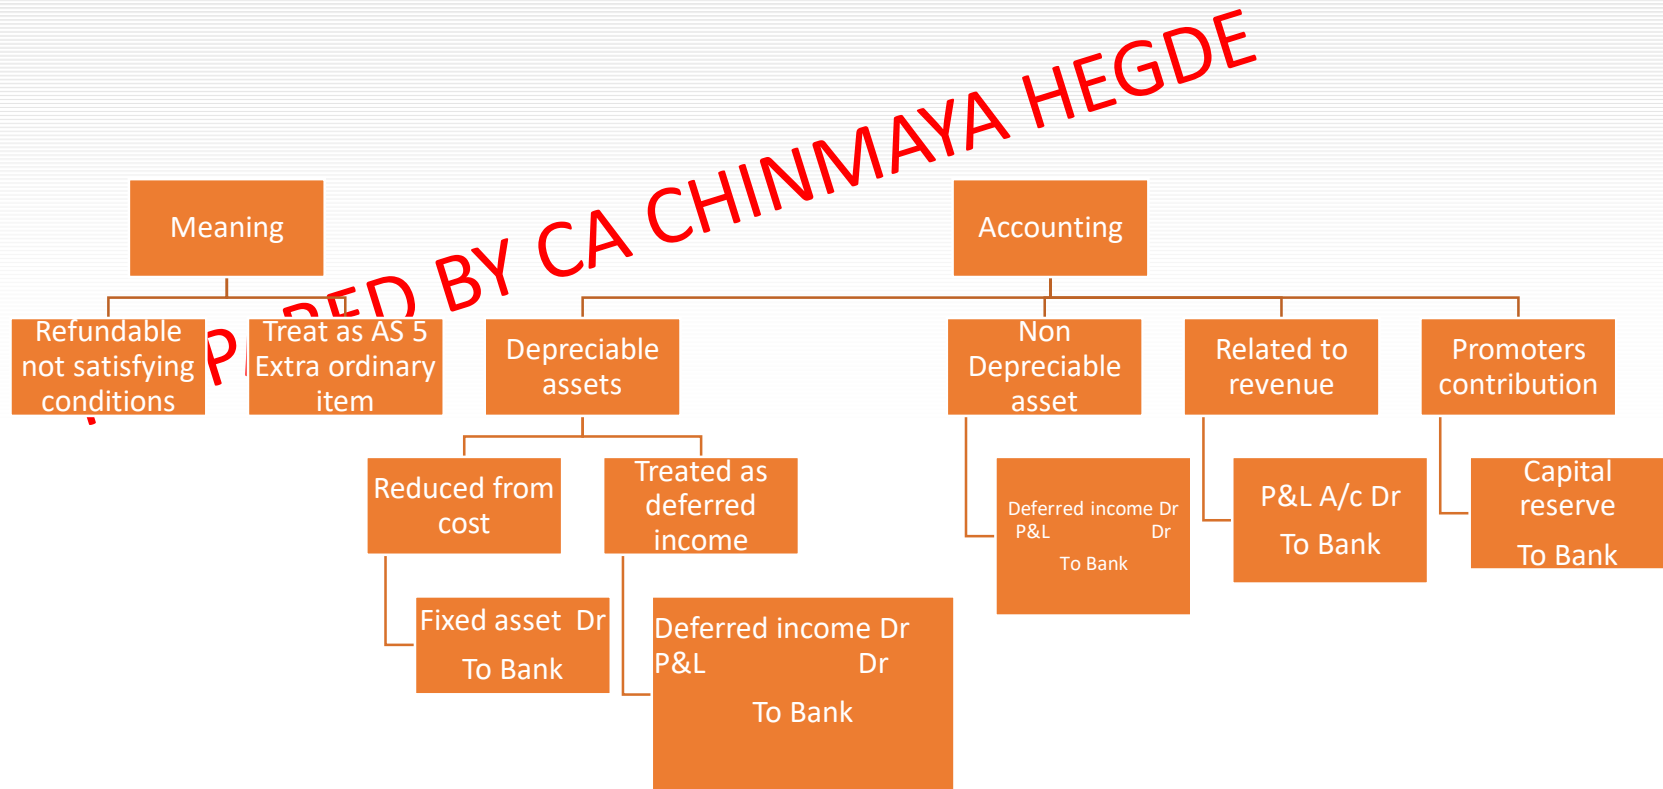 BY CA CHINMAYA HEGDE
Meaning
Refundable
not satisfying
conditions
Treat as AS 5
Extra ordinary
item
Accounting
Depreciable
assets
Reduced from
cost
Fixed asset Dr
To Bank
Treated as
deferred
income
Deferred income Dr
P&L Dr
To Bank
Non
Depreciable
asset
Deferred income Dr
P&L Dr
To Bank
Related to
revenue
P&L A/c Dr
To Bank
Promoters
contribution
Capital
reserve
To Bank